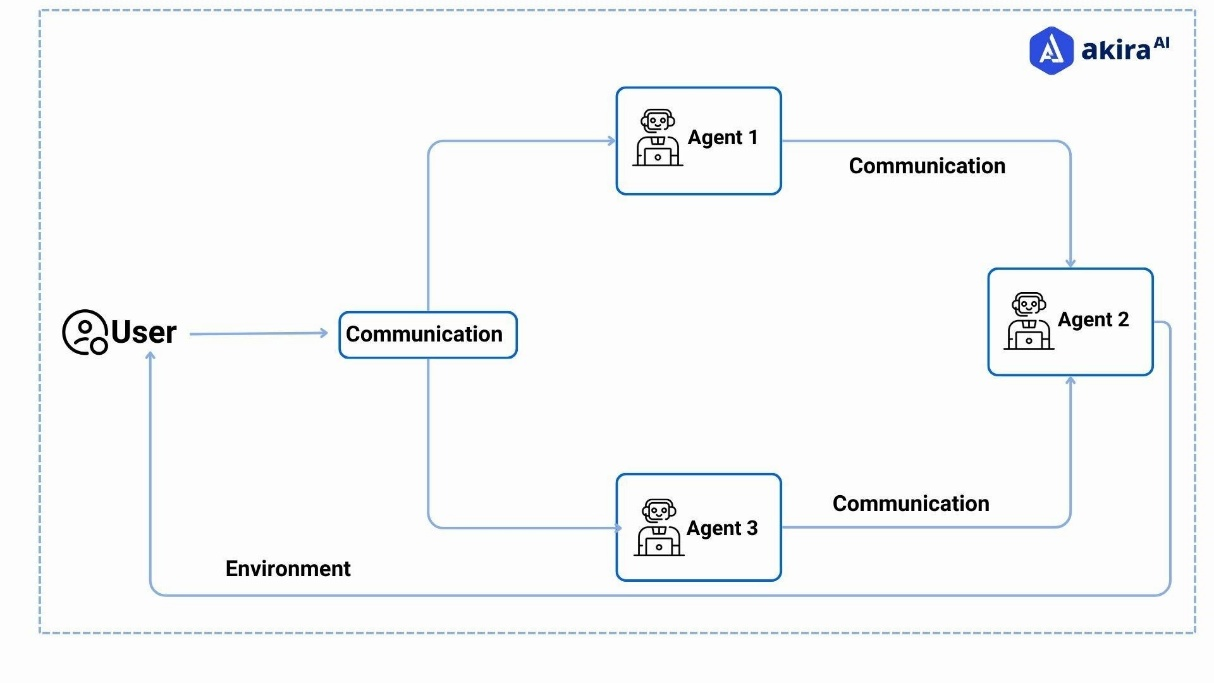 akira AI
Agent 1
Communication
Agent 2
User
Communication
Agent 3
Communication
Environment